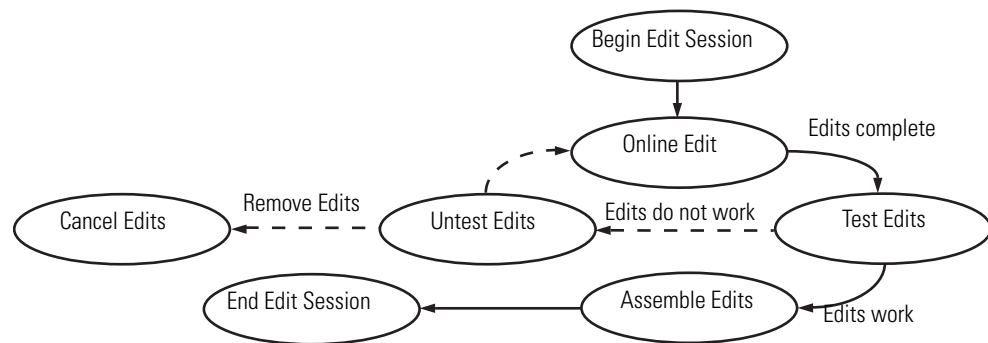 Begin Edit Session
Online Edit
Edits complete
Cancel Edits
Remove Edits
Untest Edits
Edits do not work
Test Edits
End Edit Session
Assemble Edits
Edits work